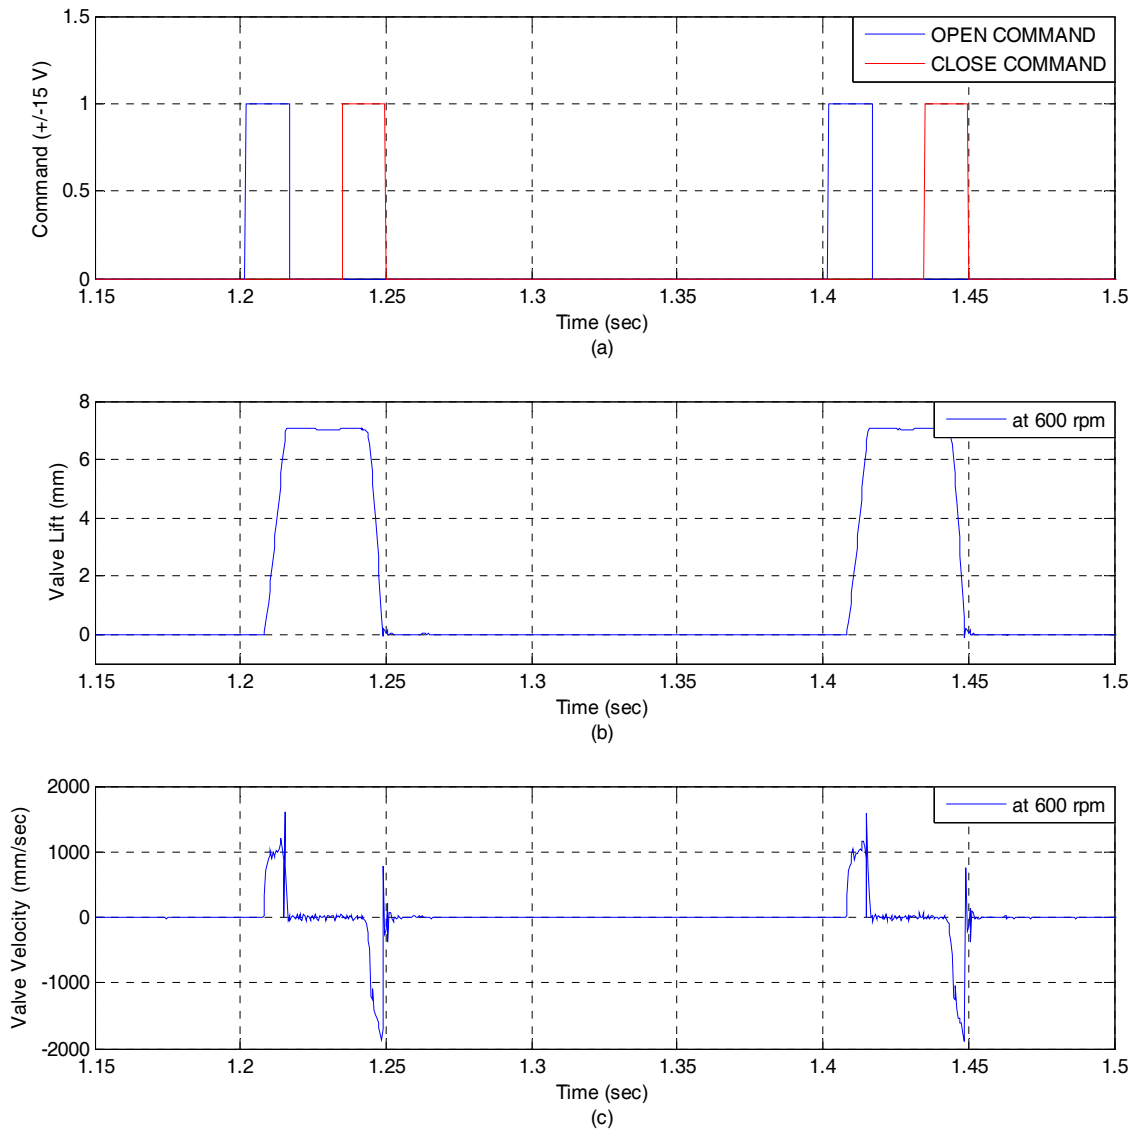 1.5
OPEN COMMAND
CLOSE COMMAND
1
0.5
0
Command (+/-15 V)
1.15 1.2 1.25 1.3 1.35 1.4 1.45 1.5
Time (sec)
(a)
8
at 600 rpm
6
4
2
0
Valve Lift (mm)
1.15 1.2 1.25 1.3 1.35 1.4 1.45 1.5
Time (sec)
(b)
2000
at 600 rpm
1000
0
-1000
-2000
Valve Velocity (mm/sec)
1.15 1.2 1.25 1.3 1.35 1.4 1.45 1.5
Time (sec)
(c)